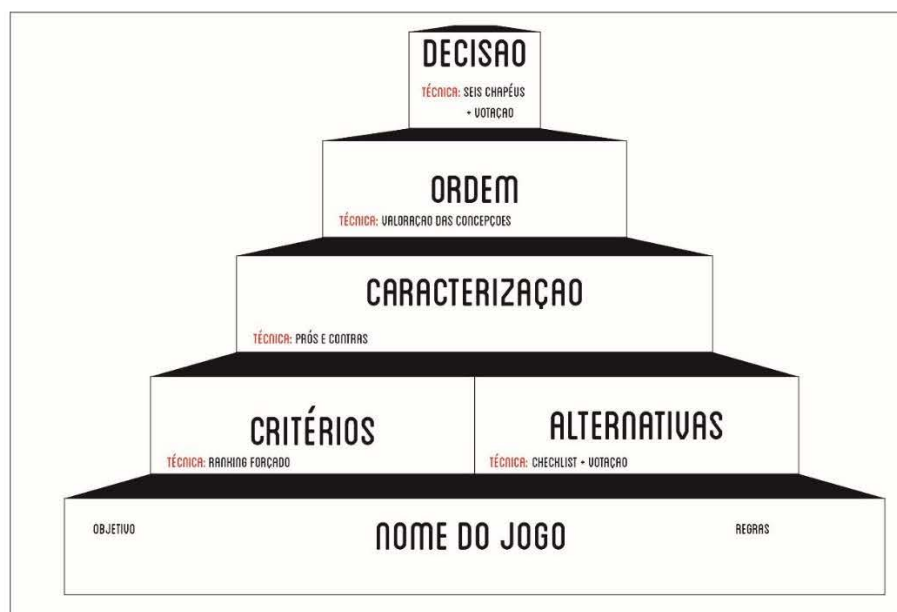 DECISAO
TÉCNICA: SEIS CHAPÉUS
+ VOTAÇAO
ORDEM
TÉCNICA: VALORAÇAO DAS CONCEPÇOES
CARACTERIZAÇAO
TÉCNICA: PRÓS E CONTRAS
CRITÉRIOS
TÉCNICA: RANKING FORÇADO
ALTERNATIVAS
TÉCNICA: CHECKLIST + VOTAÇAO
OBJETIVO
NOME DO JOGO
REGRAS